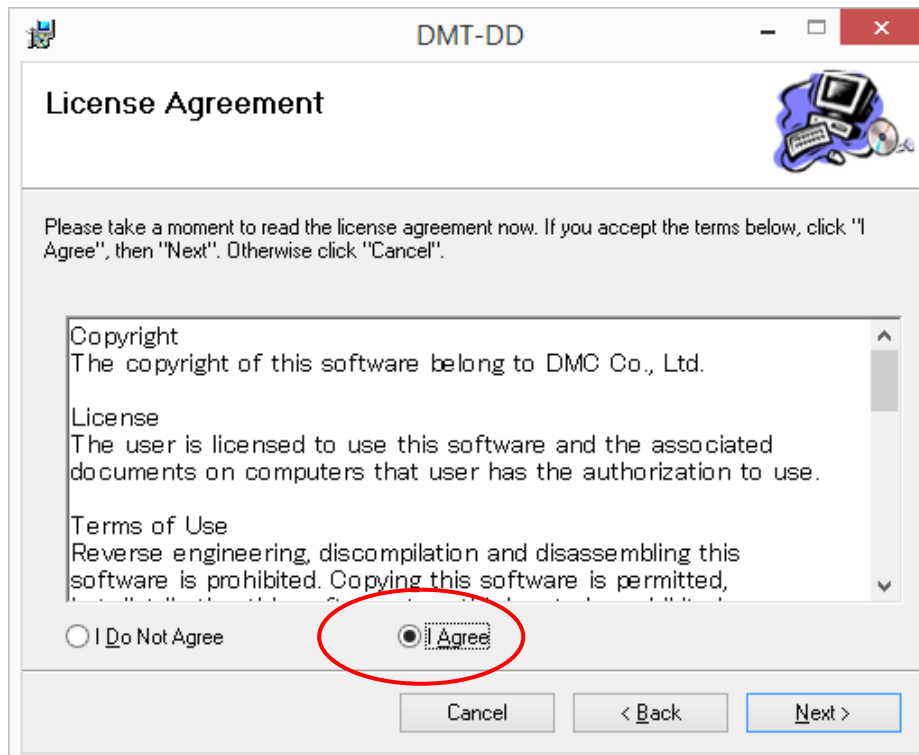 DMT-DD
License Agreement
Please take a moment to read the license agreement now. If you accept the terms below, click "I
Agree", then "Next". Otherwise click "Cancel".
Copyright
The copyright of this software belong to DMC Co., Ltd.
License
The user is licensed to use this software and the associated
documents on computers that user has the authorization to use.
Terms of Use
Reverse engineering, discompilation and disassembling this
software is prohibited. Copying this software is permitted,
I Do Not Agree
I Agree
Cancel
< Back
Next >